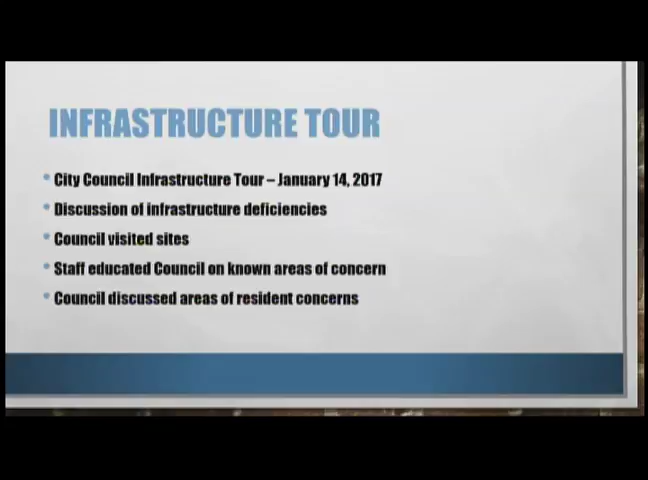 INFRASTRUCTURE TOUR
• City Council Infrastructure Tour – January 14, 2017
• Discussion of infrastructure deficiencies
• Council visited sites
• Staff educated Council on known areas of concern
• Council discussed areas of resident concerns